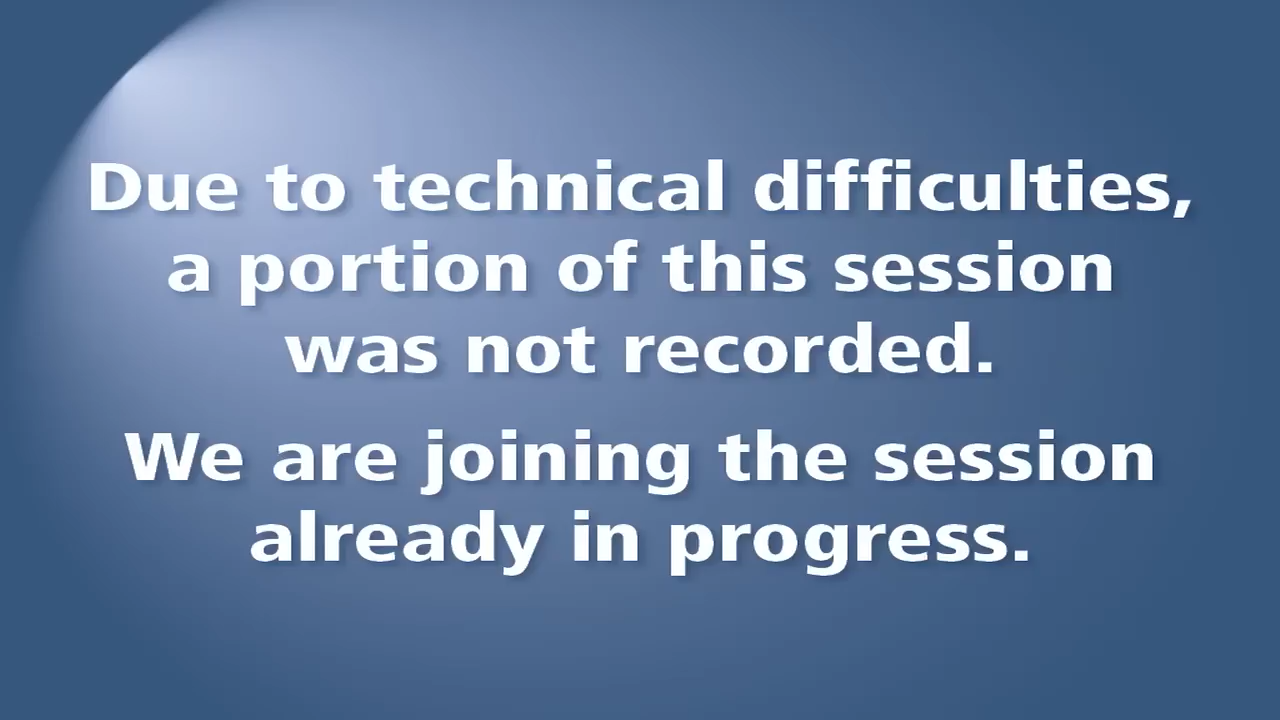 Due to technical difficulties,
a portion of this session
was not recorded.
We are joining the session
already in progress.